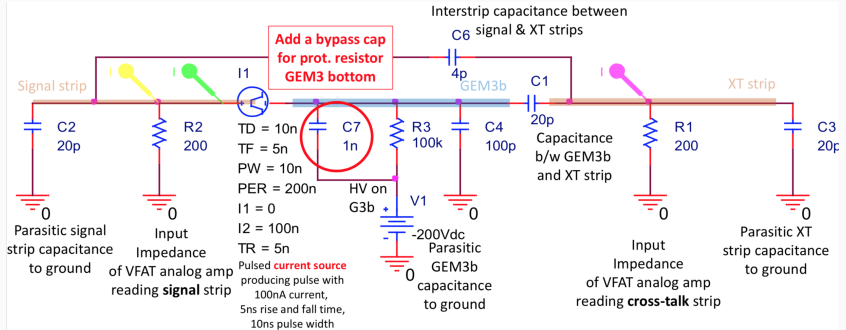 Interstrip capacitance between
signal & XT strips
C6
4p
Add a bypass cap
for prot. resistor
GEM3 bottom
I
I
I
Signal strip
I1
GEM3b
C1
20p
XT strip
C2
20p
R2
200
TD = 10n
TF = 5n
PW = 10n
PER = 200n
I1 = 0
I2 = 100n
TR = 5n
C7
1n
R3
100k
C4
100p
Capacitance
b/w GEM3b
and XT strip
R1
200
C3
20p
HV on
G3b
V1
-200Vdc
0
0
0
0
0
0
Parasitic signal
strip capacitance
to ground
Input
Impedance
of VFAT analog amp
reading signal strip
Pulsed current source
producing pulse with
100nA current,
5ns rise and fall time,
10ns pulse width
Parasitic
GEM3b
capacitance
to ground
Input
Impedance
of VFAT analog amp
reading cross-talk strip
Parasitic XT
strip capacitance
to ground